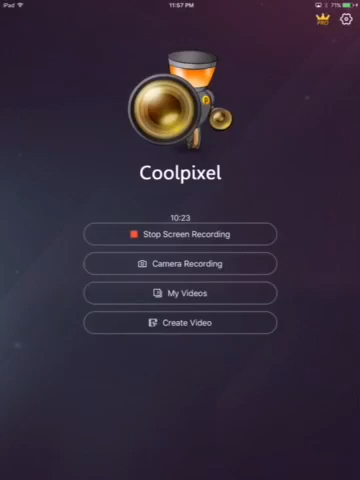 iPad
11:57 PM
71%
PRO
Coolpixel
10:23
Stop Screen Recording
Camera Recording
My Videos
Create Video